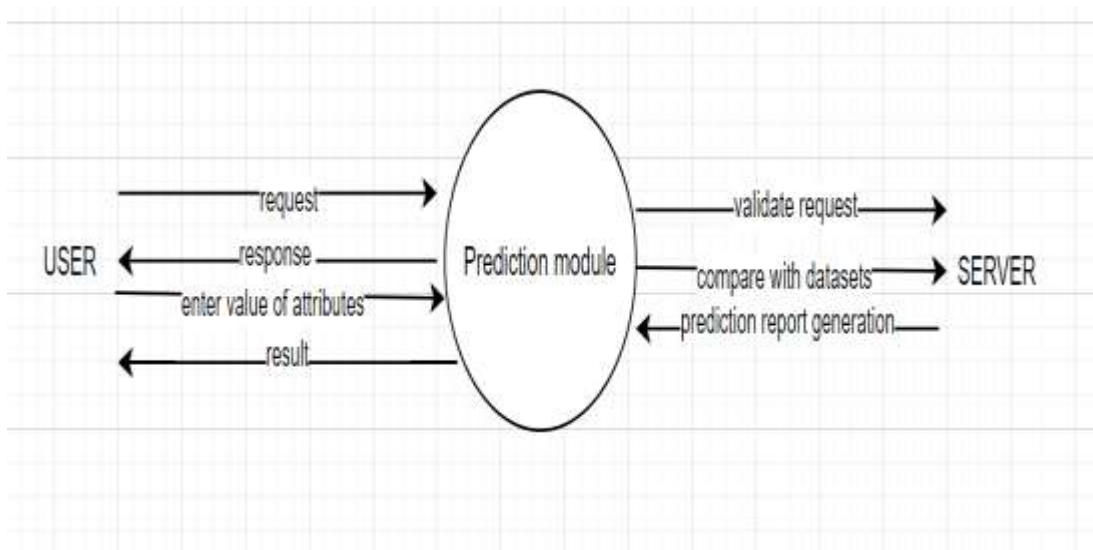 request
validate request
USER
response
Prediction module
compare with datasets
SERVER
enter value of attributes
prediction report generation
result